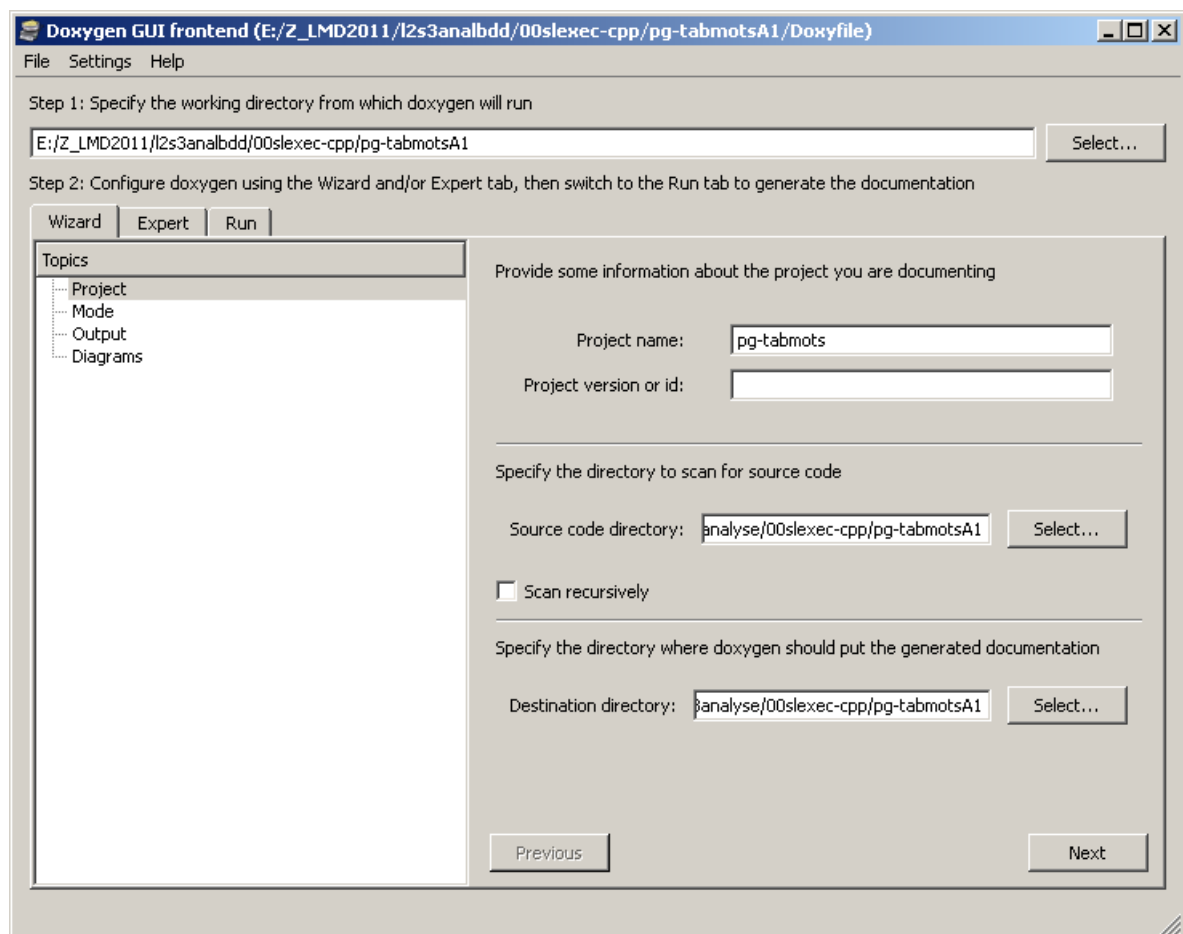 Doxygen GUI frontend (E:/Z_LMD2011/l2s3analbdd/00slexec-cpp/pg-tabmotsA1/Doxyfile)
File Settings Help
Step 1: Specify the working directory from which doxygen will run
E:/Z_LMD2011/l2s3analbdd/00slexec-cpp/pg-tabmotsA1 Select...
Step 2: Configure doxygen using the Wizard and/or Expert tab, then switch to the Run tab to generate the documentation
Wizard Expert Run
Topics
Project
Mode
Output
Diagrams
Provide some information about the project you are documenting
Project name: pg-tabmots
Project version or id:
Specify the directory to scan for source code
Source code directory: analyse/00slexec-cpp/pg-tabmotsA1 Select...
Scan recursively
Specify the directory where doxygen should put the generated documentation
Destination directory: 3analyse/00slexec-cpp/pg-tabmotsA1 Select...
Previous Next